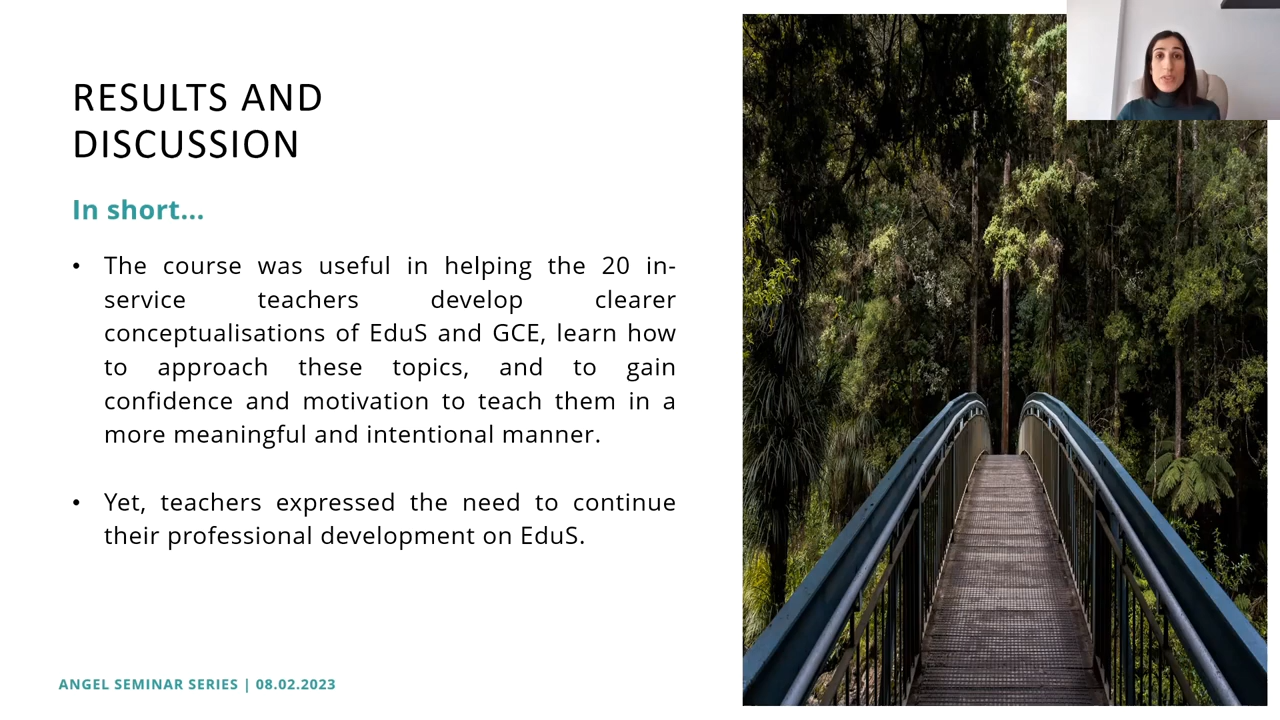 RESULTS AND
DISCUSSION
In short...
• The course was useful in helping the 20 in-
service teachers develop clearer
conceptualisations of EduS and GCE, learn how
to approach these topics, and to gain
confidence and motivation to teach them in a
more meaningful and intentional manner.
• Yet, teachers expressed the need to continue
their professional development on EduS.
ANGEL SEMINAR SERIES | 08.02.2023